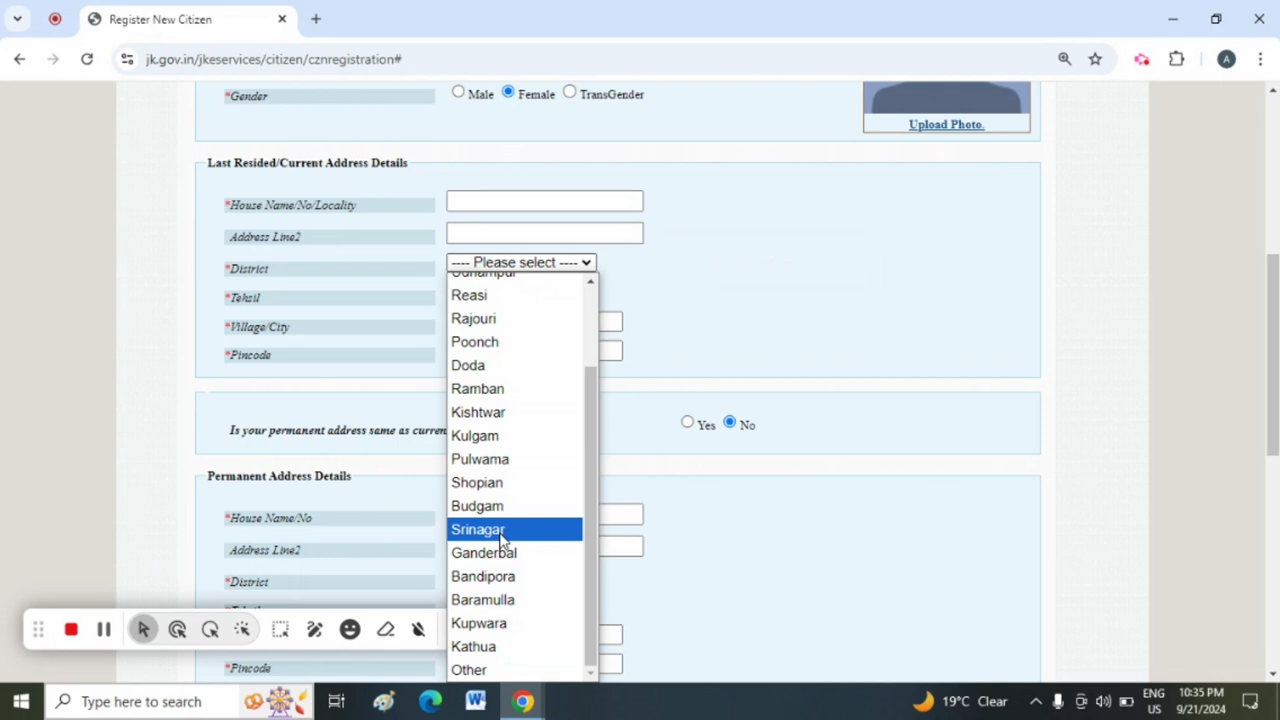 Register New Citizen
jk.gov.in/jkeservices/citizen/cznregistration#
A
*Gender
Male Female TransGender
Upload Photo.
Last Resided/Current Address Details
*House Name/No/Locality
Address Line2
*District
---- Please select ----
*Tehsil
*Village/City
*Pincode
Udhampur
Reasi
Rajouri
Poonch
Doda
Ramban
Kishtwar
Kulgam
Pulwama
Shopian
Budgam
Srinagar
Ganderbal
Bandipora
Baramulla
Kupwara
Kathua
Other
Is your permanent address same as curren
Yes No
Permanent Address Details
*House Name/No
Address Line2
*District
*Pincode
Type here to search
19°C Clear
ENG
US
10:35 PM
9/21/2024